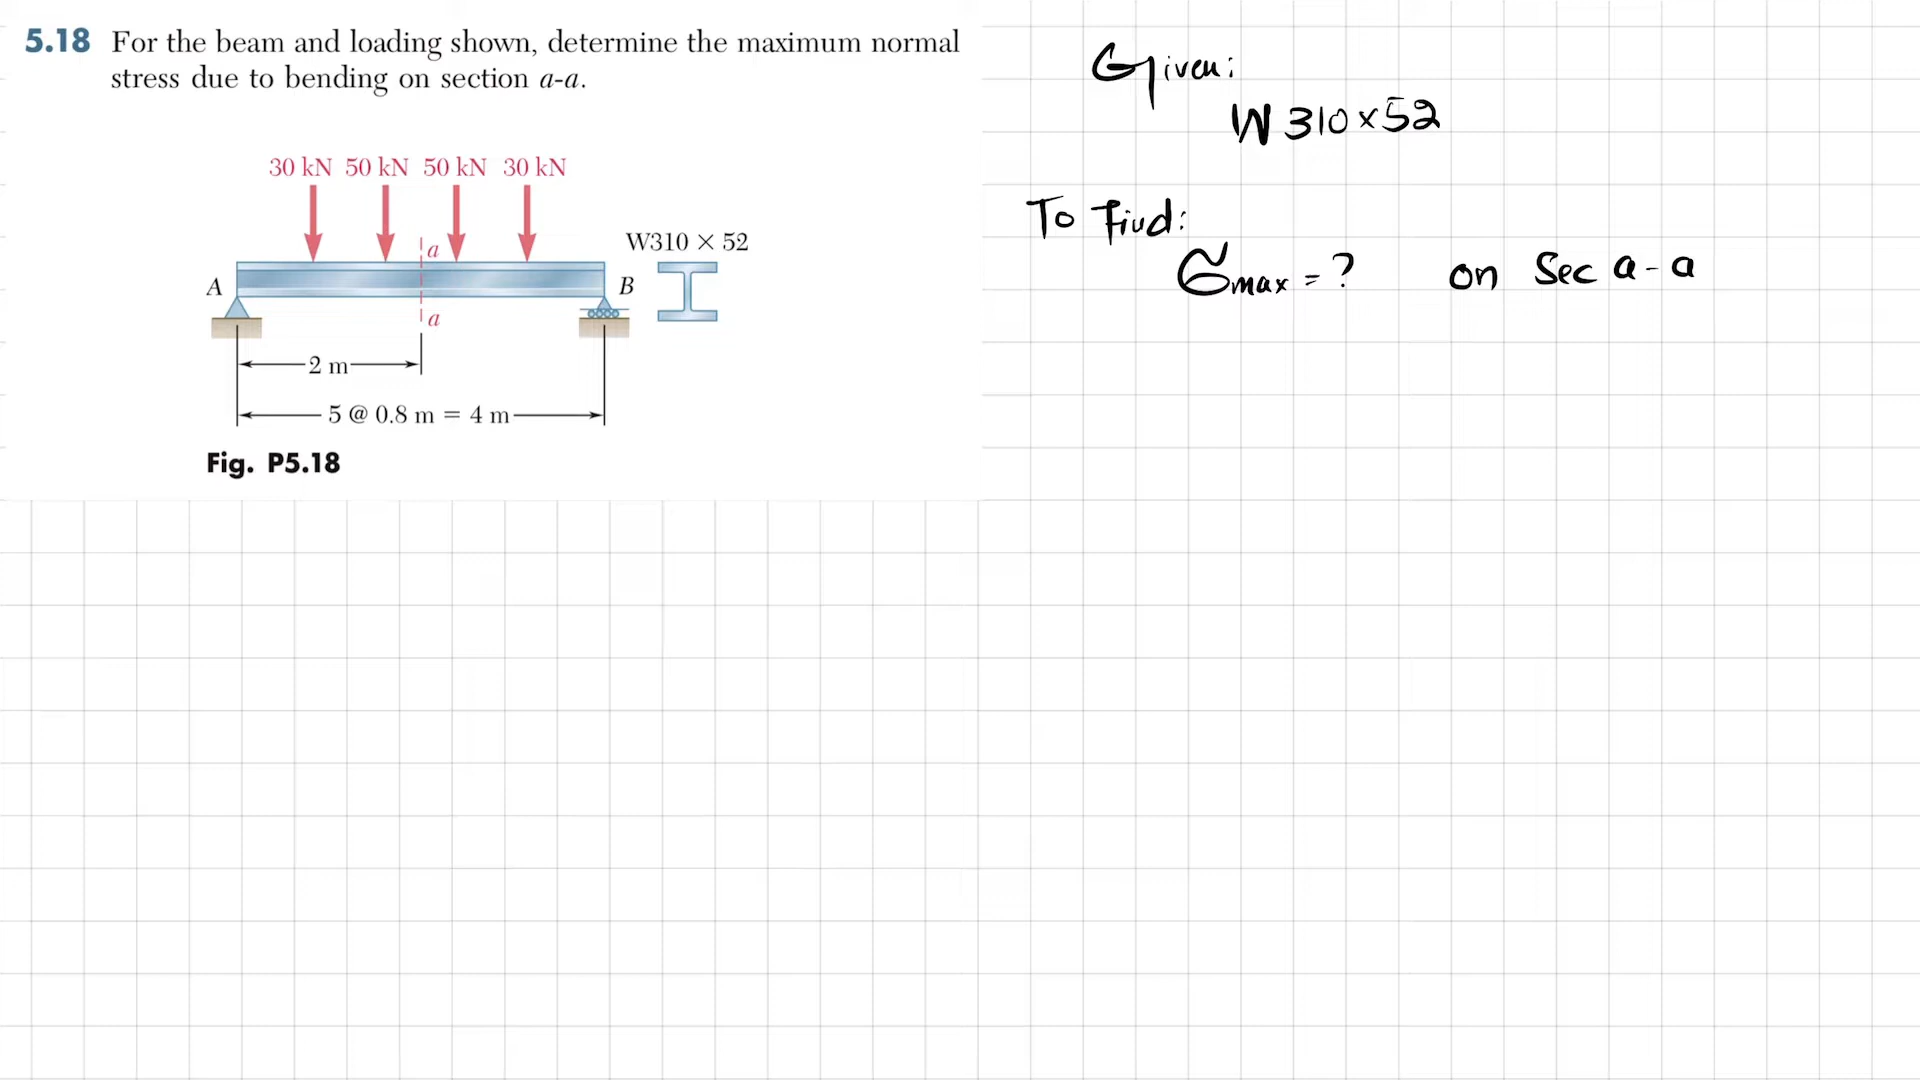 5.18 For the beam and loading shown, determine the maximum normal
stress due to bending on section a-a.
30 kN 50 kN 50 kN 30 kN
W310 × 52
a
A
B
a
2 m
5 @ 0.8 m = 4 m
Fig. P5.18
Given:
W 310×52
To Find:
σmax = ? on Sec a-a